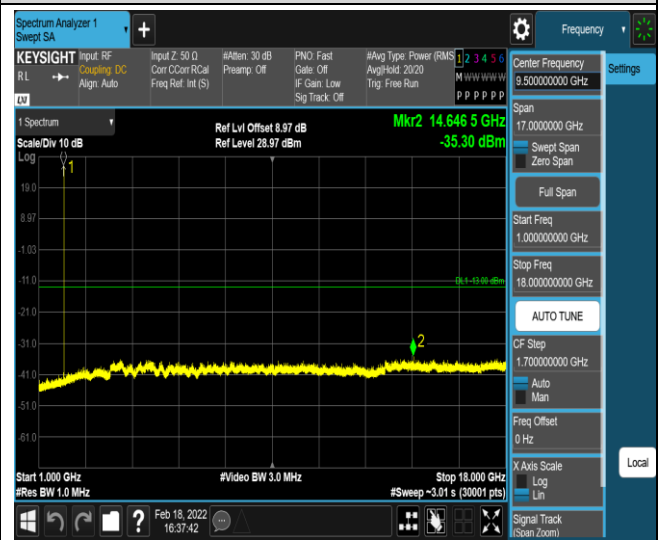 Spectrum Analyzer 1
Swept SA
+
Frequency
KEYSIGHT
RL
LXI
Input: RF
Coupling: DC
Align: Auto
Input Z: 50 Ω
Corr CCorr RCal
Freq Ref: Int (S)
#Atten: 30 dB
Preamp: Off
PNO: Fast
Gate: Off
IF Gain: Low
Sig Track: Off
#Avg Type: Power (RMS
Avg|Hold: 20/20
Trig: Free Run
1 2 3 4 5 6
M W W W W W
P P P P P P
1 Spectrum
Scale/Div 10 dB
Ref Lvl Offset 8.97 dB
Ref Level 28.97 dBm
Mkr2 14.646 5 GHz
-35.30 dBm
Log
1
19.0
8.97
-1.03
-11.0
DL1 -13.00 dBm
-21.0
-31.0
2
-41.0
-51.0
-61.0
Start 1.000 GHz
#Res BW 1.0 MHz
#Video BW 3.0 MHz
Stop 18.000 GHz
#Sweep ~3.01 s (30001 pts)
Center Frequency
9.500000000 GHz
Settings
Span
17.0000000 GHz
Swept Span
Zero Span
Full Span
Start Freq
1.000000000 GHz
Stop Freq
18.000000000 GHz
AUTO TUNE
CF Step
1.700000000 GHz
Auto
Man
Freq Offset
0 Hz
X Axis Scale
Log
Lin
Local
Signal Track
(Span Zoom)
?
Feb 18, 2022
16:37:42